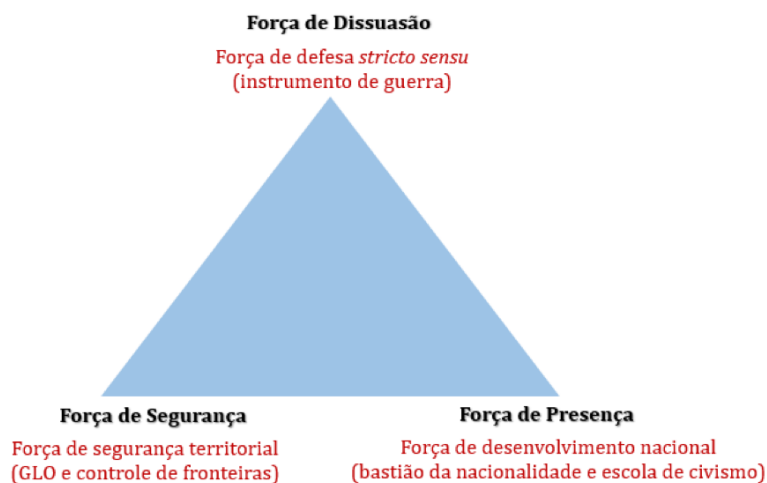 Força de Dissuasão
Força de defesa stricto sensu
(instrumento de guerra)
Força de Segurança
Força de segurança territorial
(GLO e controle de fronteiras)
Força de Presença
Força de desenvolvimento nacional
(bastião da nacionalidade e escola de civismo)